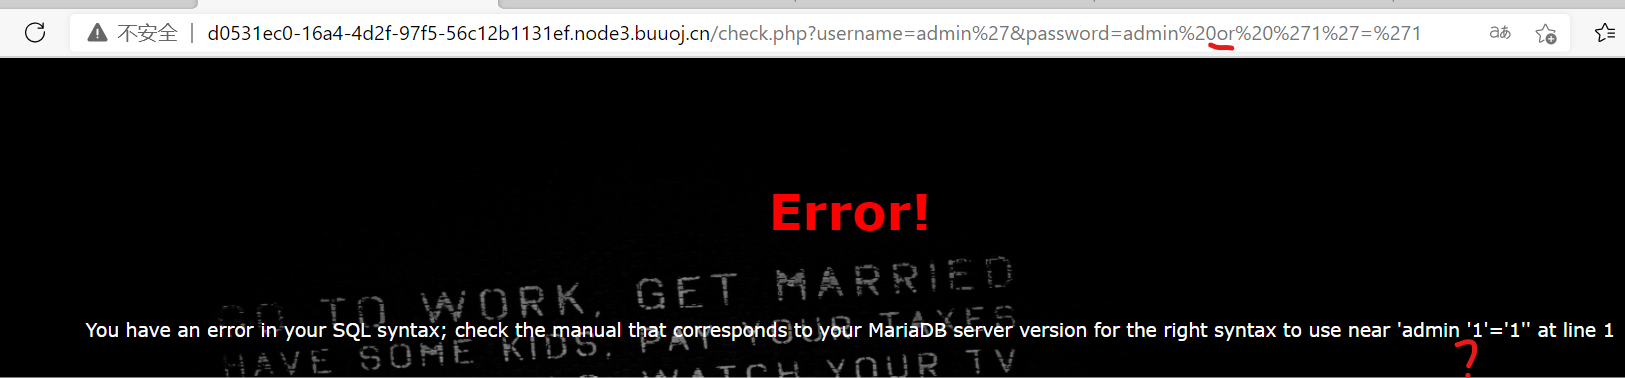 不安全 | d0531ec0-16a4-4d2f-97f5-56c12b1131ef.node3.buuoj.cn/check.php?username=admin%27&password=admin%20or%20%271%27=%271 aあ
Error!
GO TO WORK, GET MARRIED
You have an error in your SQL syntax; check the manual that corresponds to your MariaDB server version for the right syntax to use near 'admin '1'='1'' at line 1
HAVE SOME KIDS, PAY YOUR TAXES
?
WATCH YOUR TV